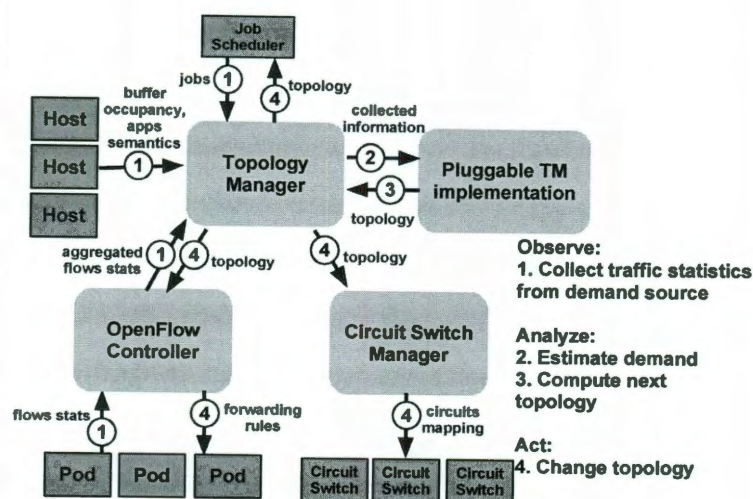 Job
Scheduler
jobs
1
4
topology
buffer
occupancy,
apps
semantics
1
Host
Host
Host
Topology
Manager
collected
information
2
3
topology
Pluggable TM
implementation
aggregated
flows stats
1
4
topology
4
topology
OpenFlow
Controller
Circuit Switch
Manager
flows stats
1
4
forwarding
rules
4
circuits
mapping
Pod
Pod
Pod
Circuit
Switch
Circuit
Switch
Circuit
Switch
Observe:
1. Collect traffic statistics
from demand source
Analyze:
2. Estimate demand
3. Compute next
topology
Act:
4. Change topology